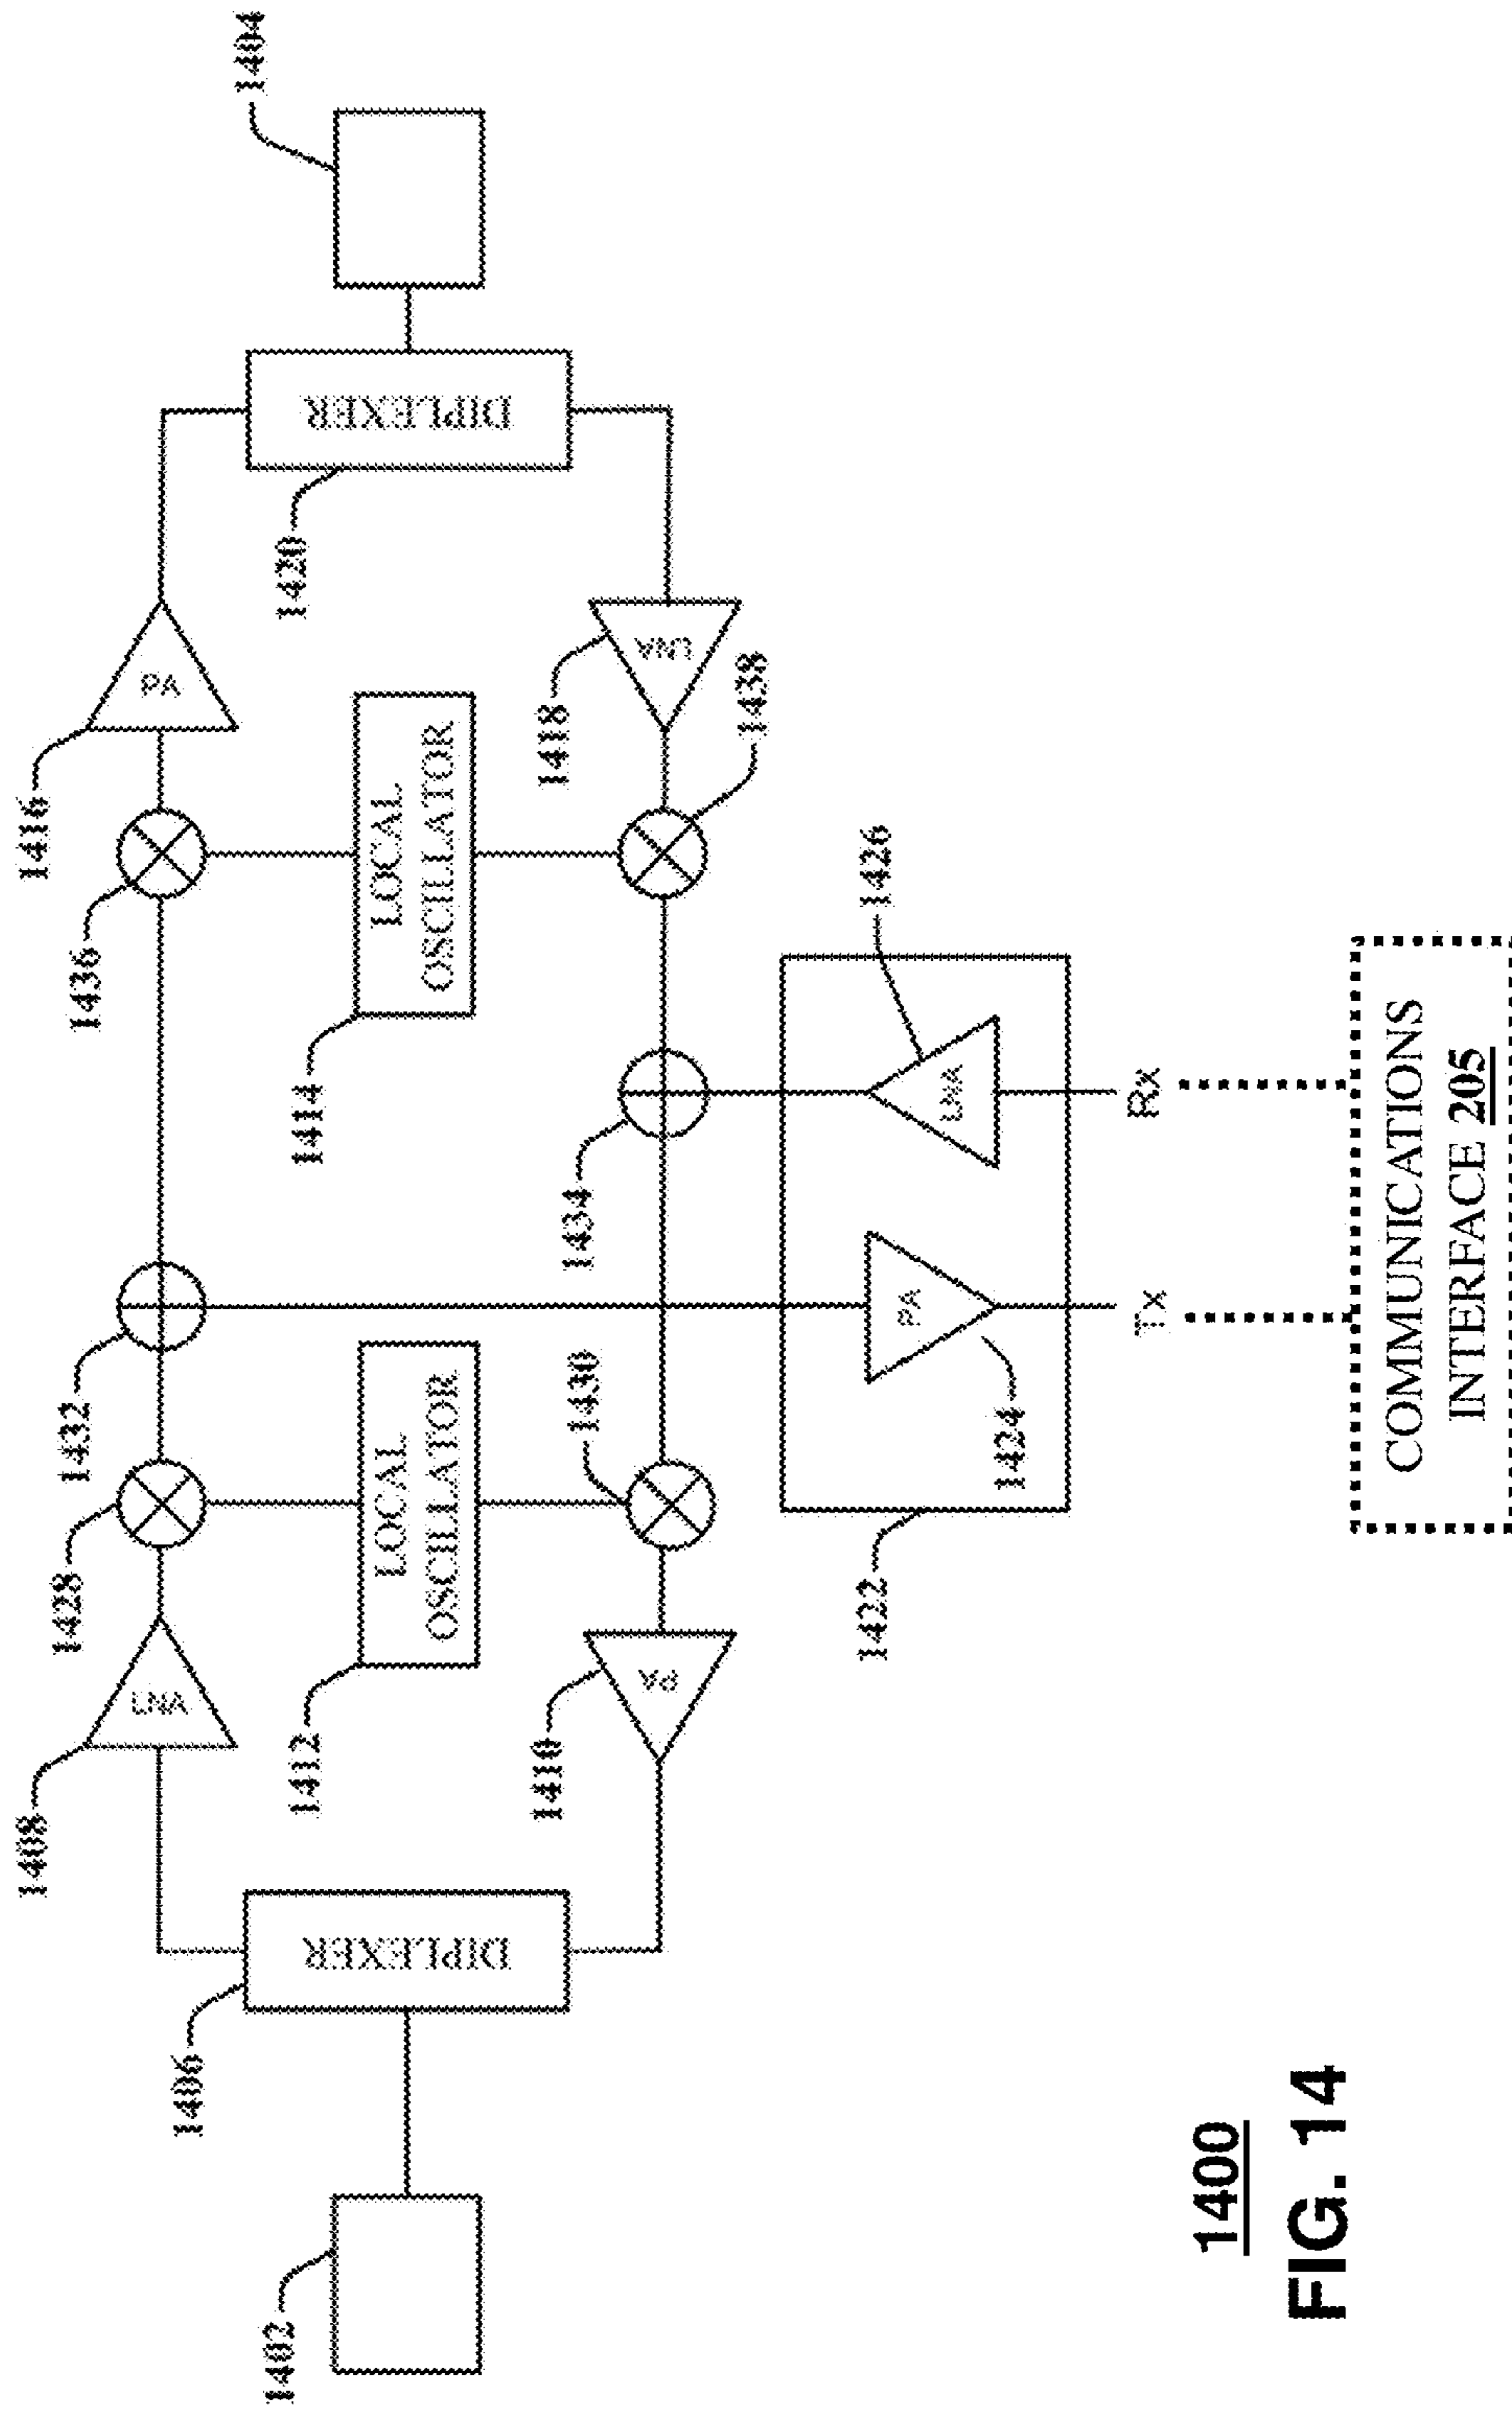 1404
1416
PA
1436
1420
DIPLEXER
LOCAL
OSCILLATOR
1414
1418
LNA
1438
1432
1434
1426
LNA
Rx
1428
LOCAL
OSCILLATOR
1412
1430
PA
1424
Tx
1422
COMMUNICATIONS
INTERFACE 205
1408
LNA
1410
PA
1406
DIPLEXER
1402
1400
FIG. 14